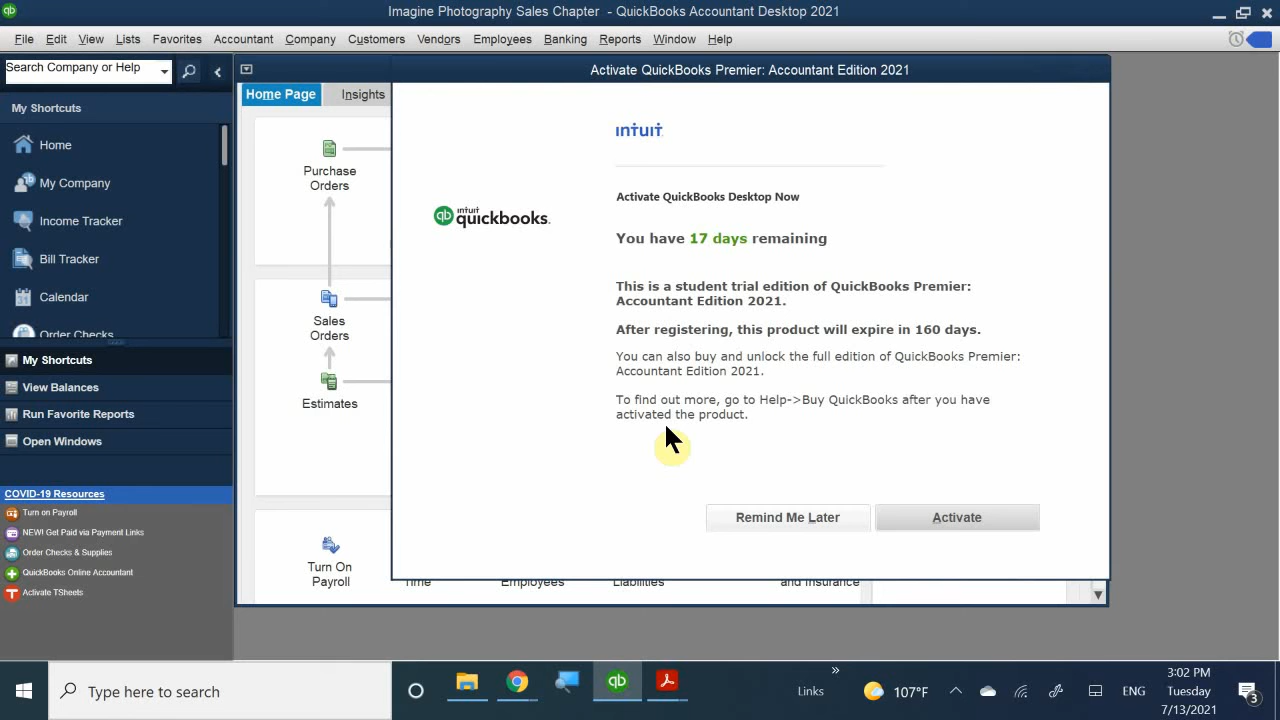 Imagine Photography Sales Chapter - QuickBooks Accountant Desktop 2021
File Edit View Lists Favorites Accountant Company Customers Vendors Employees Banking Reports Window Help
Search Company or Help
My Shortcuts
Home
My Company
Income Tracker
Bill Tracker
Calendar
Order Checks
My Shortcuts
View Balances
Run Favorite Reports
Open Windows
COVID-19 Resources
Turn on Payroll
NEW! Get Paid via Payment Links
Order Checks & Supplies
QuickBooks Online Accountant
Activate TSheets
Home Page Insights
Purchase
Orders
Sales
Orders
Estimates
Turn On
Payroll
Time Employees Liabilities and Insurance
Activate QuickBooks Premier: Accountant Edition 2021
intuit
qb intuit
quickbooks.
Activate QuickBooks Desktop Now
You have 17 days remaining
This is a student trial edition of QuickBooks Premier:
Accountant Edition 2021.
After registering, this product will expire in 160 days.
You can also buy and unlock the full edition of QuickBooks Premier:
Accountant Edition 2021.
To find out more, go to Help->Buy QuickBooks after you have
activated the product.
Remind Me Later Activate
Type here to search
qb
Links
107°F
ENG
3:02 PM
Tuesday
7/13/2021
3